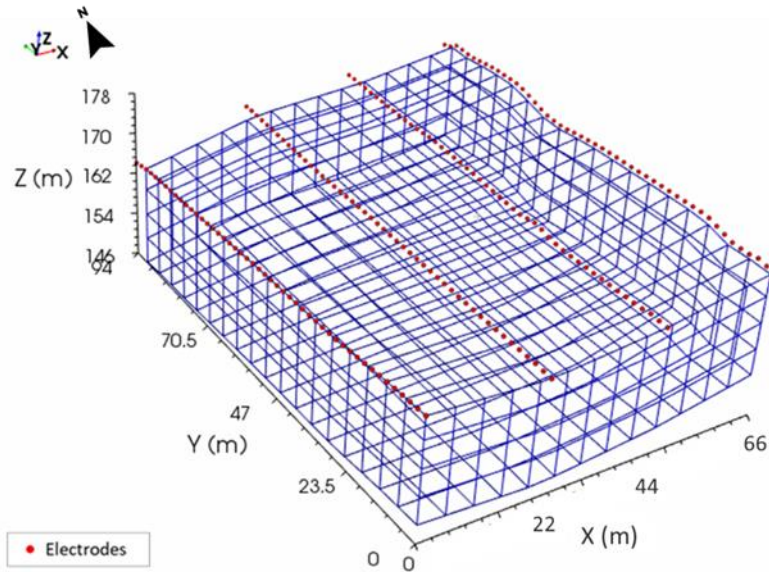 N
Z
Y X
178
170
Z (m) 162
154
146
94
70.5
47
Y (m)
23.5
0 0
22
44
66
X (m)
Electrodes